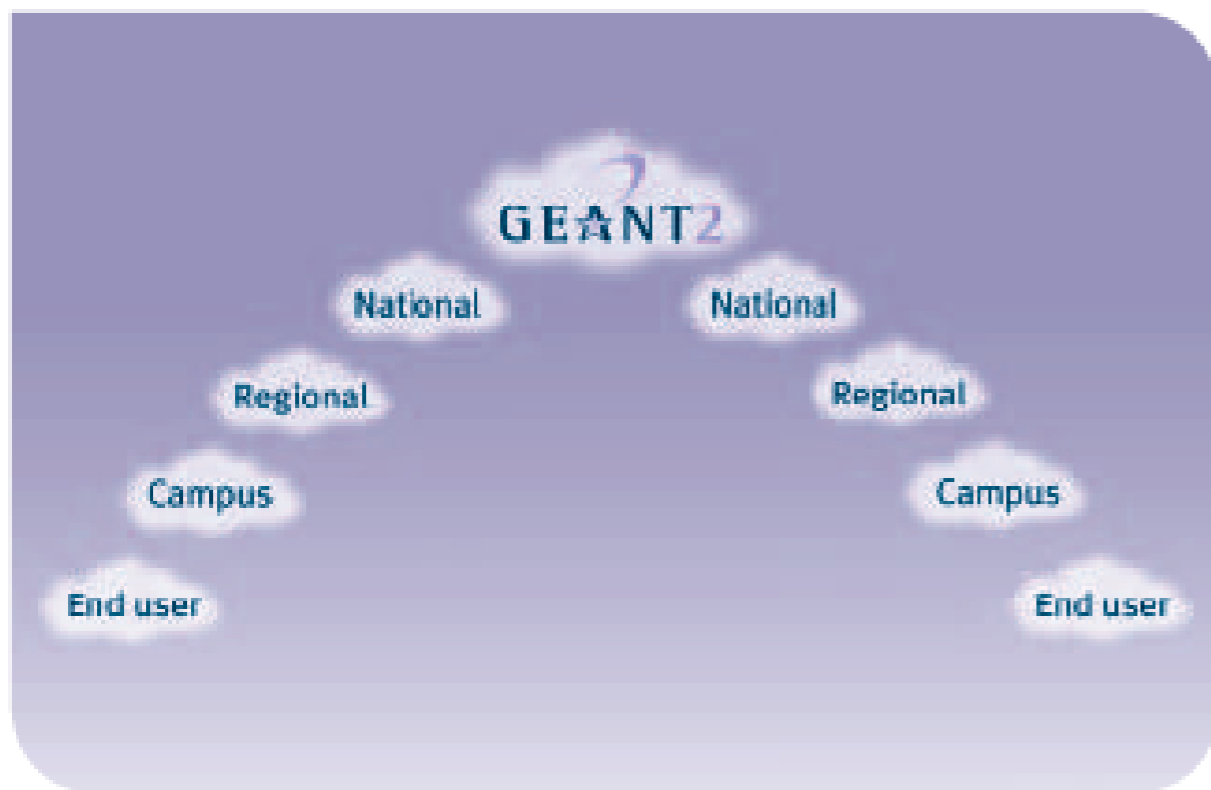 GEANT2
National
National
Regional
Regional
Campus
Campus
End user
End user